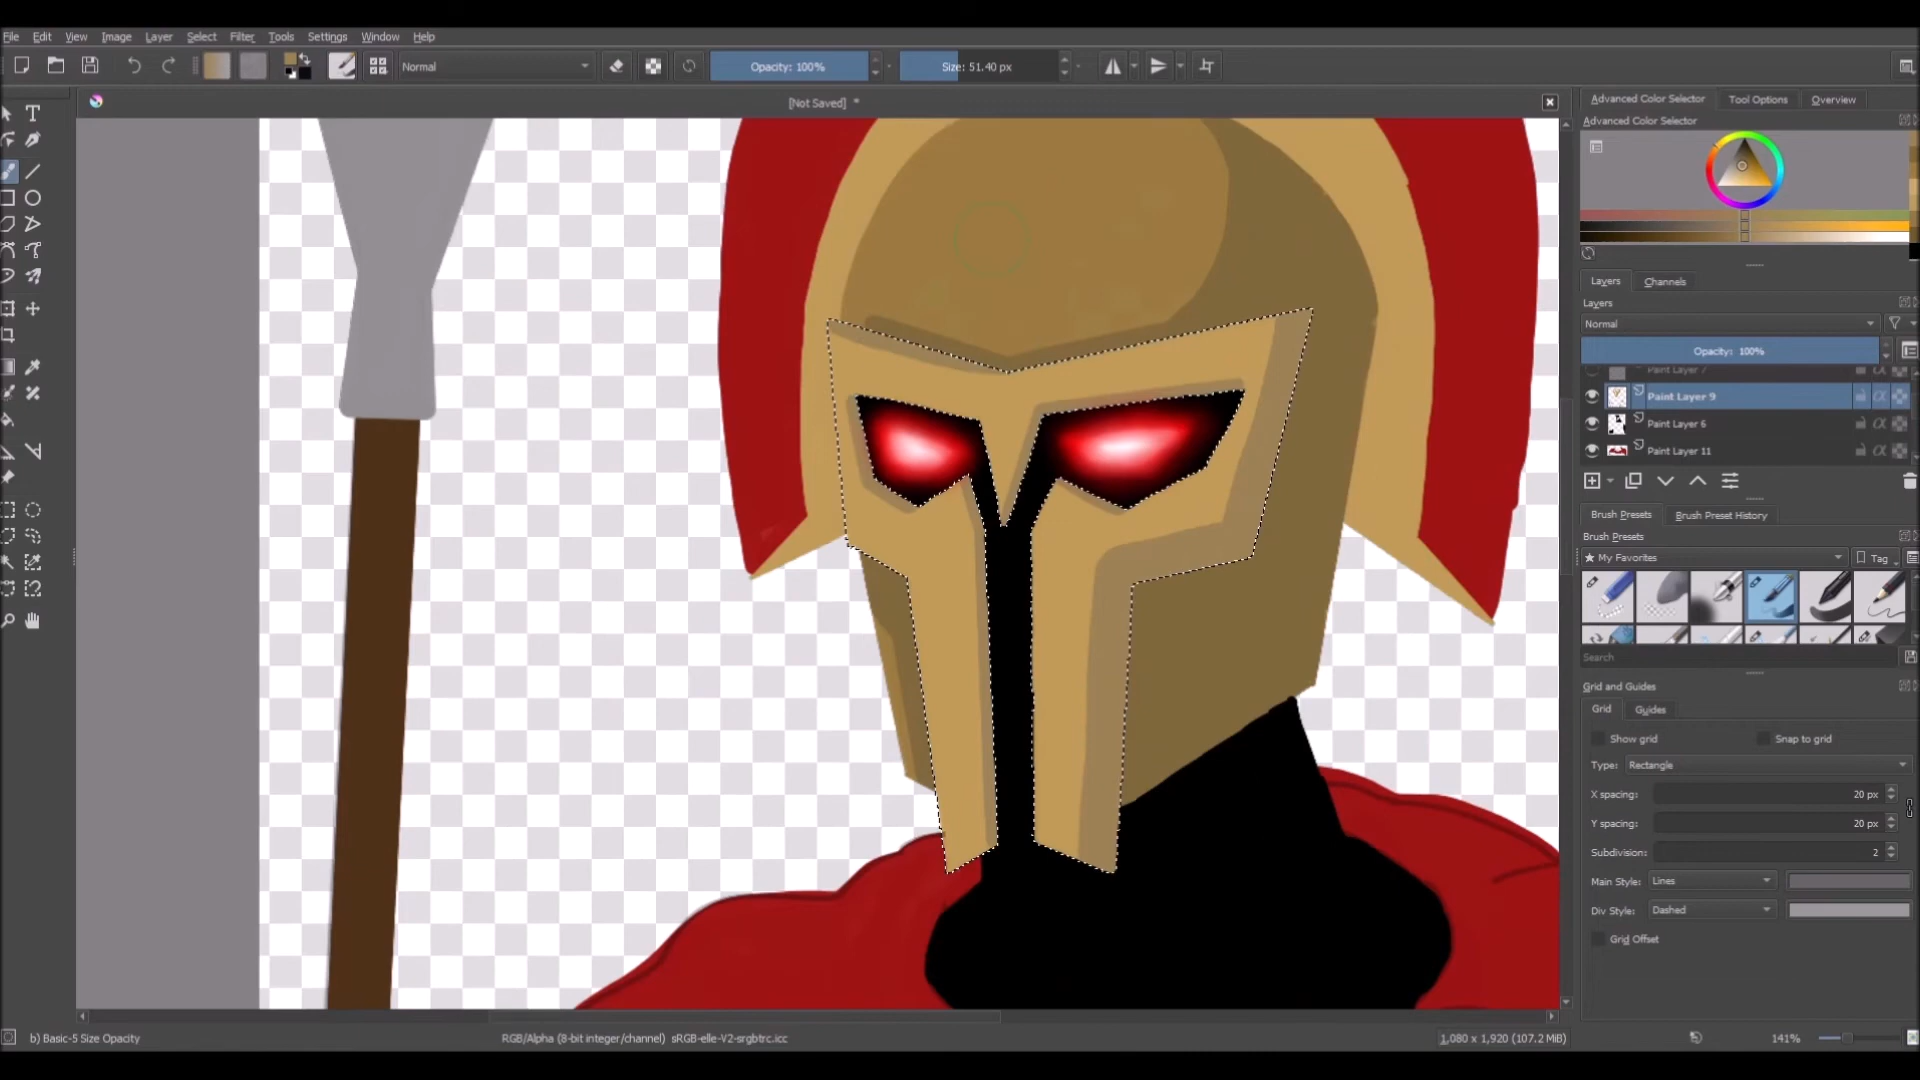 File Edit View Image Layer Select Filter Tools Settings Window Help
Normal Opacity: 100% Size: 51.40 px
[Not Saved] *
Advanced Color Selector Tool Options Overview
Advanced Color Selector
Layers Channels
Layers
Normal
Opacity: 100%
Paint Layer 7
Paint Layer 9
Paint Layer 6
Paint Layer 11
Brush Presets Brush Preset History
Brush Presets
My Favorites Tag
Search
Grid and Guides
Grid Guides
Show grid Snap to grid
Type: Rectangle
X spacing: 20 px
Y spacing: 20 px
Subdivision: 2
Main Style: Lines
Div Style: Dashed
Grid Offset
b) Basic-5 Size Opacity RGB/Alpha (8-bit integer/channel) sRGB-elle-V2-srgbtrc.icc 1,080 x 1,920 (107.2 MiB) 141%